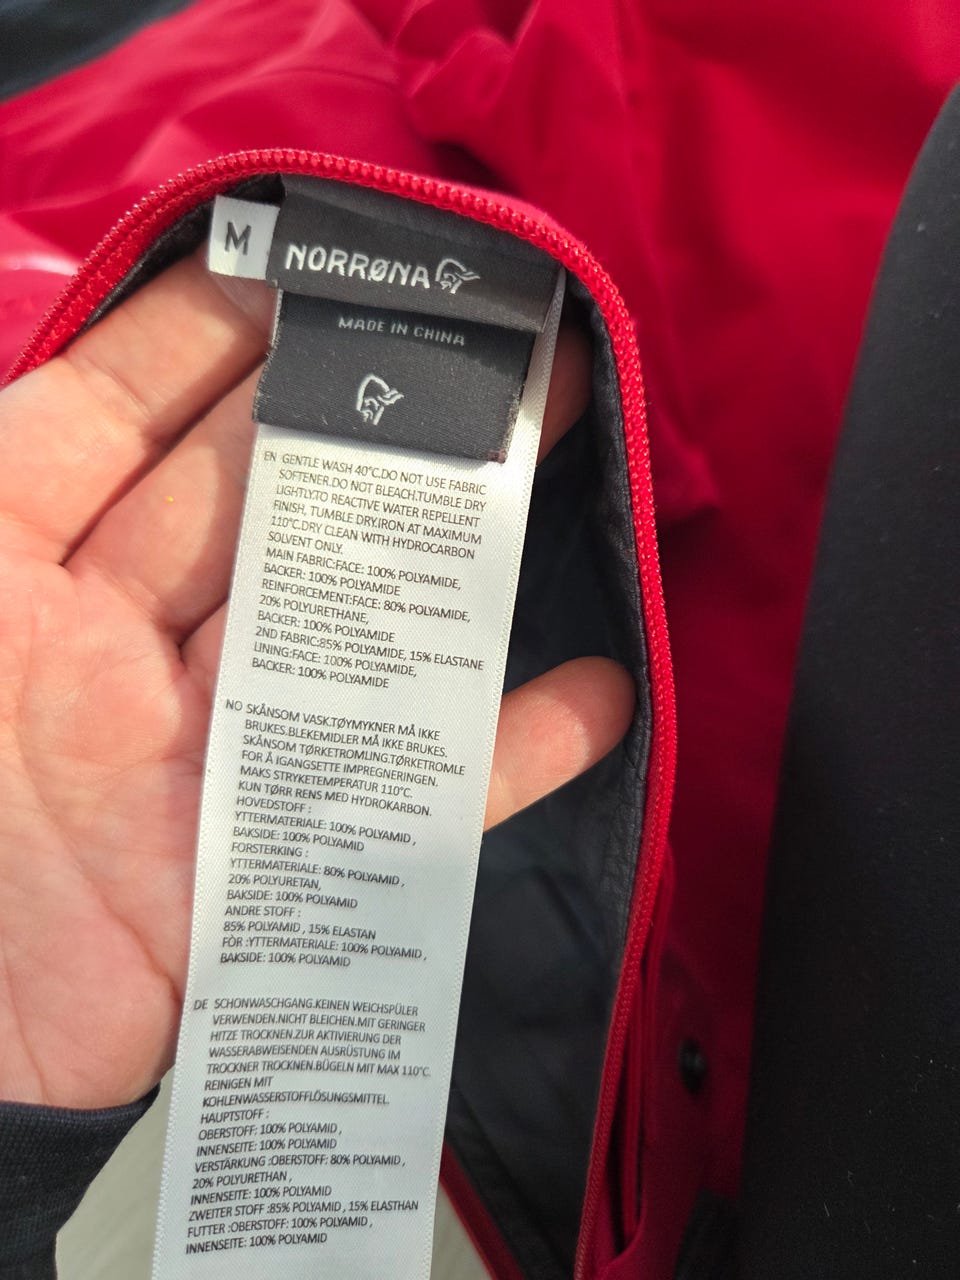 M
NORRØNA
MADE IN CHINA
EN GENTLE WASH 40°C.DO NOT USE FABRIC
SOFTENER.DO NOT BLEACH.TUMBLE DRY
LIGHTLY.TO REACTIVE WATER REPELLENT
FINISH, TUMBLE DRY.IRON AT MAXIMUM
110°C.DRY CLEAN WITH HYDROCARBON
SOLVENT ONLY.
MAIN FABRIC:FACE: 100% POLYAMIDE,
BACKER: 100% POLYAMIDE
REINFORCEMENT:FACE: 80% POLYAMIDE,
20% POLYURETHANE,
BACKER: 100% POLYAMIDE
2ND FABRIC:85% POLYAMIDE, 15% ELASTANE
LINING:FACE: 100% POLYAMIDE,
BACKER: 100% POLYAMIDE
NO SKÅNSOM VASK.TØYMYKNER MÅ IKKE
BRUKES.BLEKEMIDLER MÅ IKKE BRUKES.
SKÅNSOM TØRKETROMLING.TØRKETROMLE
FOR Å IGANGSETTE IMPREGNERINGEN.
MAKS STRYKETEMPERATUR 110°C.
KUN TØRR RENS MED HYDROKARBON.
HOVEDSTOFF :
YTTERMATERIALE: 100% POLYAMID ,
BAKSIDE: 100% POLYAMID
FORSTERKING :
YTTERMATERIALE: 80% POLYAMID ,
20% POLYURETAN,
BAKSIDE: 100% POLYAMID
ANDRE STOFF :
85% POLYAMID , 15% ELASTAN
FÒR :YTTERMATERIALE: 100% POLYAMID ,
BAKSIDE: 100% POLYAMID
DE SCHONWASCHGANG.KEINEN WEICHSPÜLER
VERWENDEN.NICHT BLEICHEN.MIT GERINGER
HITZE TROCKNEN.ZUR AKTIVIERUNG DER
WASSERABWEISENDEN AUSRÜSTUNG IM
TROCKNER TROCKNEN.BÜGELN MIT MAX 110°C.
REINIGEN MIT
KOHLENWASSERSTOFFLÖSUNGSMITTEL.
HAUPTSTOFF :
OBERSTOFF: 100% POLYAMID ,
INNENSEITE: 100% POLYAMID
VERSTÄRKUNG :OBERSTOFF: 80% POLYAMID ,
20% POLYURETHAN ,
INNENSEITE: 100% POLYAMID
ZWEITER STOFF :85% POLYAMID , 15% ELASTHAN
FUTTER :OBERSTOFF: 100% POLYAMID ,
INNENSEITE: 100% POLYAMID